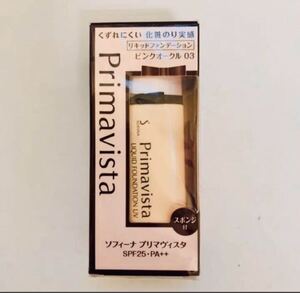 くずれにくい 化粧のり実感
リキッドファンデーション
ピンクオークル 03
Primavista
SOFINA
Primavista
LIQUID FOUNDATION UV
スポンジ
付
ソフィーナ プリマヴィスタ
SPF25・PA++